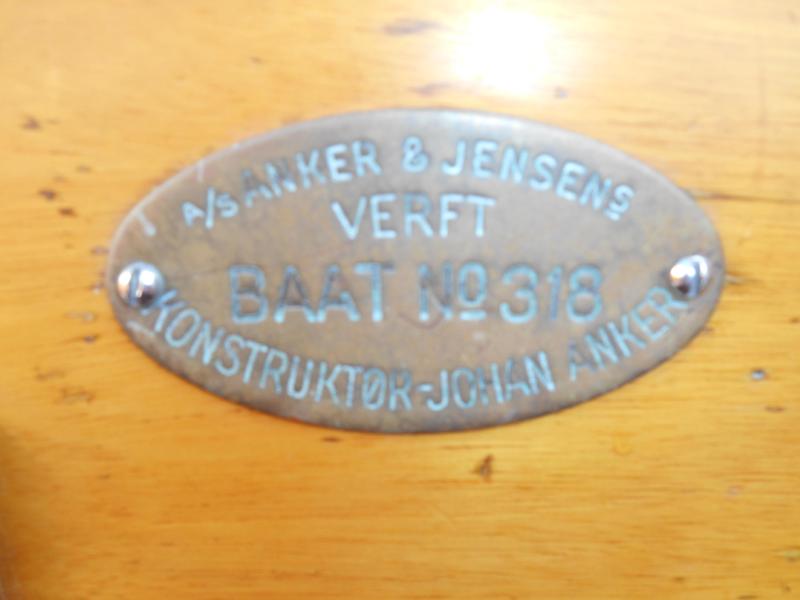 A/S ANKER & JENSENS
VERFT
BAAT No 318
KONSTRUKTØR-JOHAN ANKER